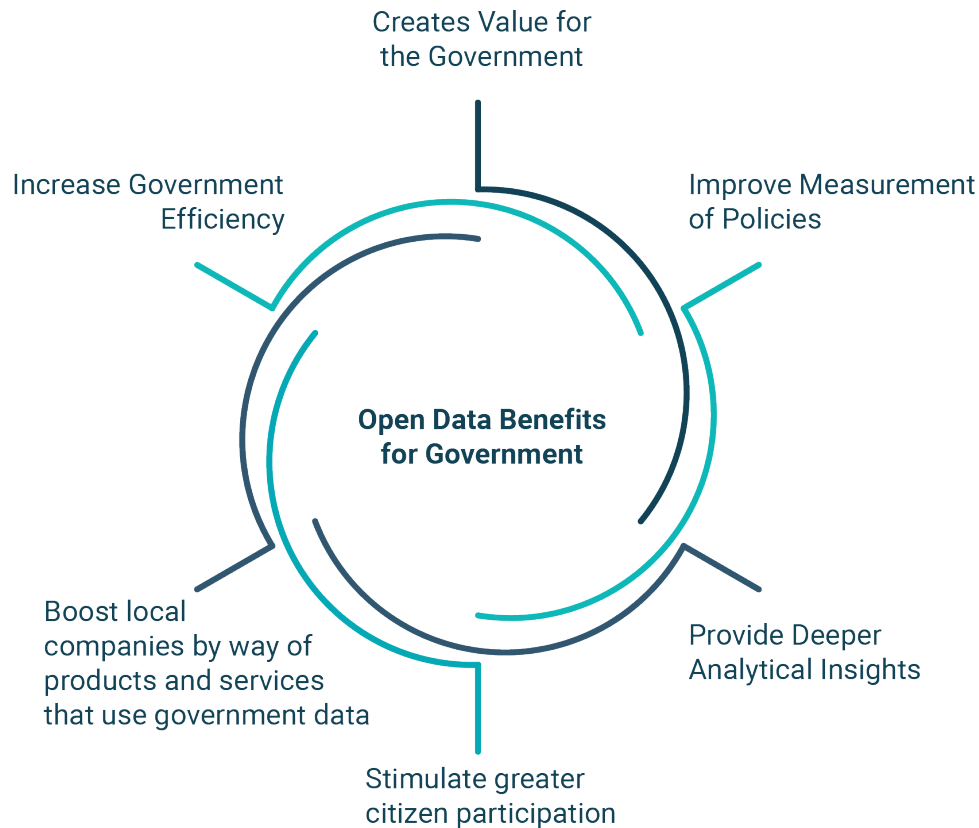 Creates Value for
the Government
Increase Government
Efficiency
Improve Measurement
of Policies
Open Data Benefits
for Government
Boost local
companies by way of
products and services
that use government data
Provide Deeper
Analytical Insights
Stimulate greater
citizen participation